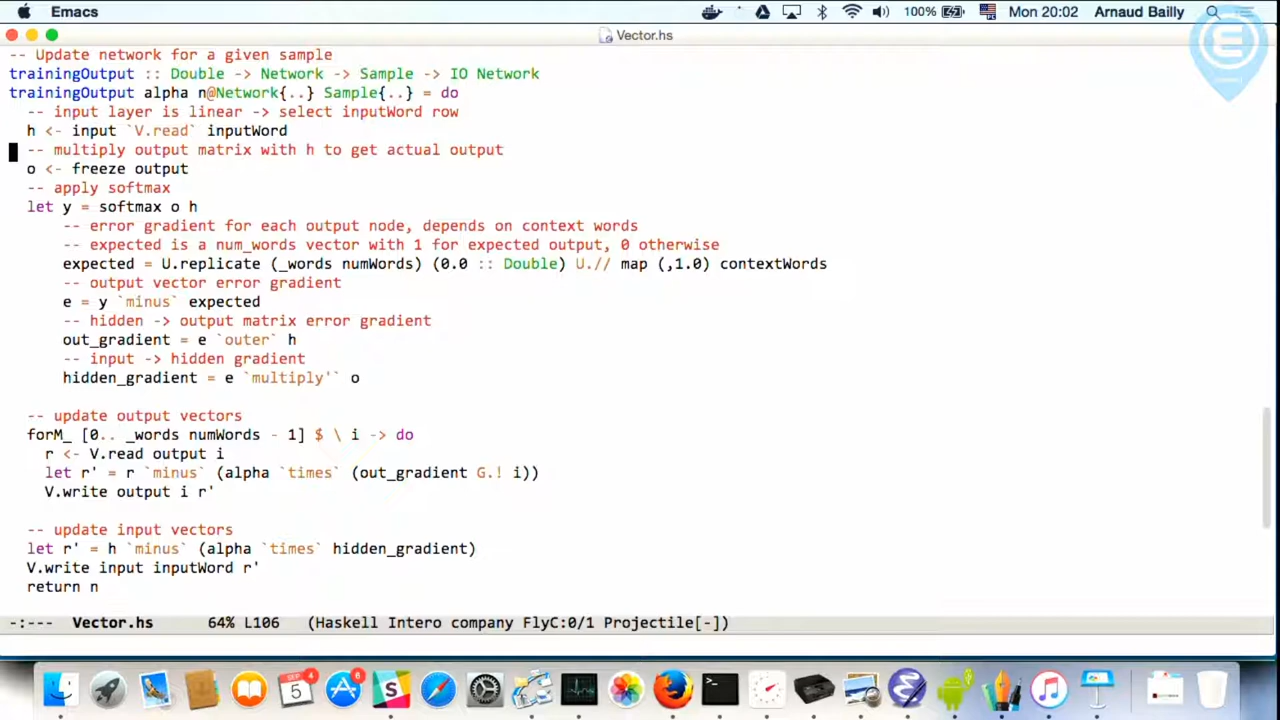 Emacs
100%
Mon 20:02
Arnaud Bailly
Vector.hs
-- Update network for a given sample
trainingOutput :: Double -> Network -> Sample -> IO Network
trainingOutput alpha n@Network{..} Sample{..} = do
  -- input layer is linear -> select inputWord row
  h <- input `V.read` inputWord
  -- multiply output matrix with h to get actual output
  o <- freeze output
  -- apply softmax
  let y = softmax o h
      -- error gradient for each output node, depends on context words
      -- expected is a num_words vector with 1 for expected output, 0 otherwise
      expected = U.replicate (_words numWords) (0.0 :: Double) U.// map (,1.0) contextWords
      -- output vector error gradient
      e = y `minus` expected
      -- hidden -> output matrix error gradient
      out_gradient = e `outer` h
      -- input -> hidden gradient
      hidden_gradient = e `multiply'` o
  -- update output vectors
  forM_ [0.. _words numWords - 1] $ \ i -> do
    r <- V.read output i
    let r' = r `minus` (alpha `times` (out_gradient G.! i))
    V.write output i r'
  -- update input vectors
  let r' = h `minus` (alpha `times` hidden_gradient)
  V.write input inputWord r'
  return n
-:--- Vector.hs 64% L106 (Haskell Intero company FlyC:0/1 Projectile[-])
SEP
5
4
6